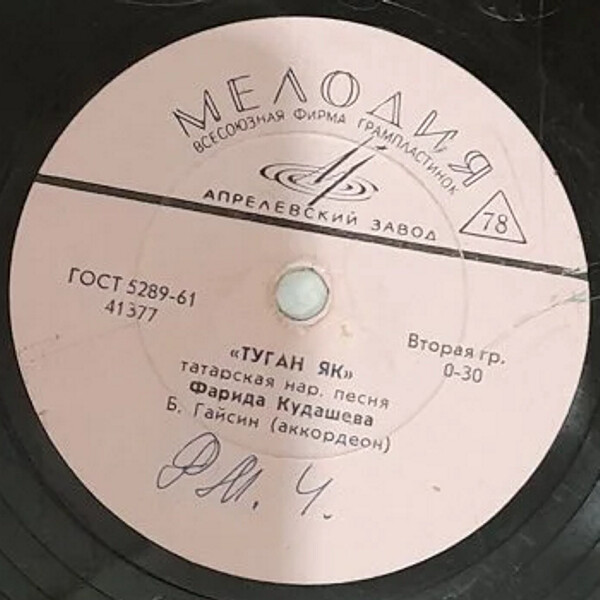 МЕЛОДИЯ
ВСЕСОЮЗНАЯ ФИРМА ГРАМПЛАСТИНОК
АПРЕЛЕВСКИЙ ЗАВОД
78
ГОСТ 5289-61
41377
Вторая гр.
0-30
«ТУГАН ЯК»
татарская нар. песня
Фарида Кудашева
Б. Гайсин (аккордеон)